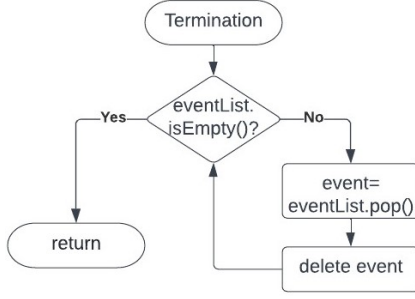 Termination
eventList.
isEmpty()?
Yes
No
event=
eventList.pop()
return
delete event